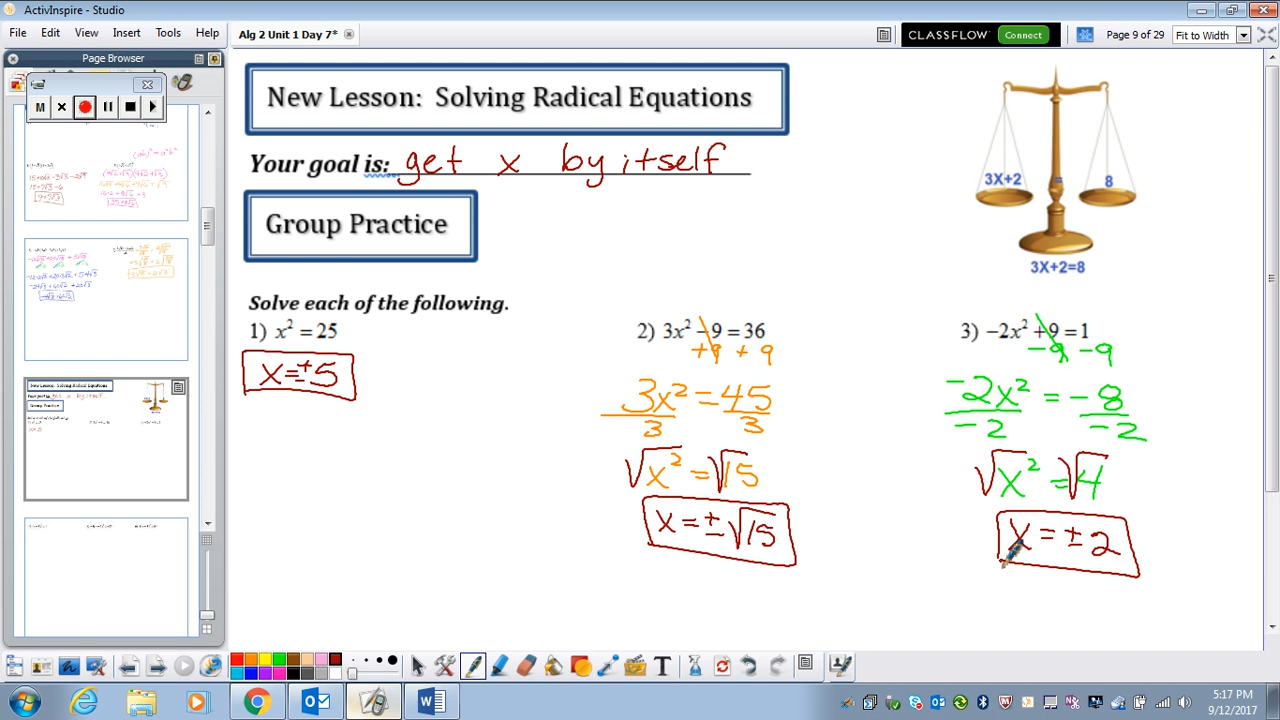 ActivInspire - Studio
File Edit View Insert Tools Help
Alg 2 Unit 1 Day 7*
CLASSFLOW Connect
Page 9 of 29
Fit to Width
Page Browser
M
New Lesson: Solving Radical Equations
Your goal is: get x by itself
Group Practice
3X+2 = 8
3X+2=8
Solve each of the following.
1) x² = 25
x = ± 5
2) 3x² − 9 = 36
+9 +9
3x² = 45
3 3
√x² = √15
x = ± √15
3) −2x² + 9 = 1
−9 −9
−2x² = −8
−2 −2
√x² = √4
x = ± 2
5:17 PM
9/12/2017